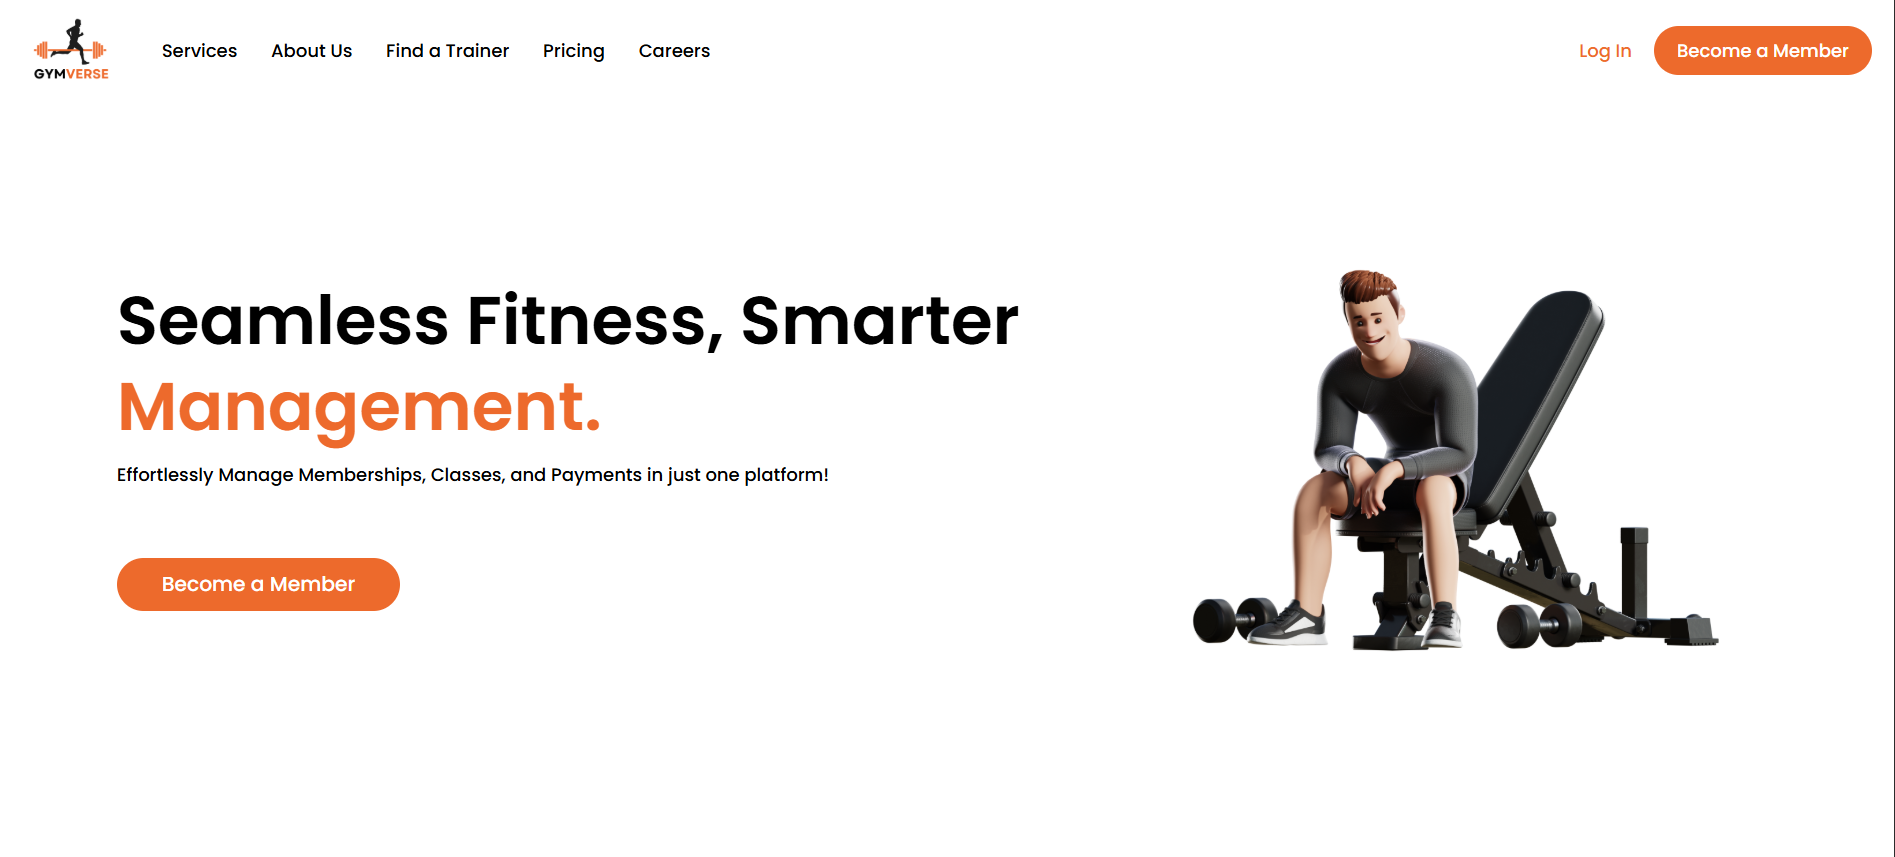 GYMVERSE
Services
About Us
Find a Trainer
Pricing
Careers
Log In
Become a Member
Seamless Fitness, Smarter
Management.
Effortlessly Manage Memberships, Classes, and Payments in just one platform!
Become a Member